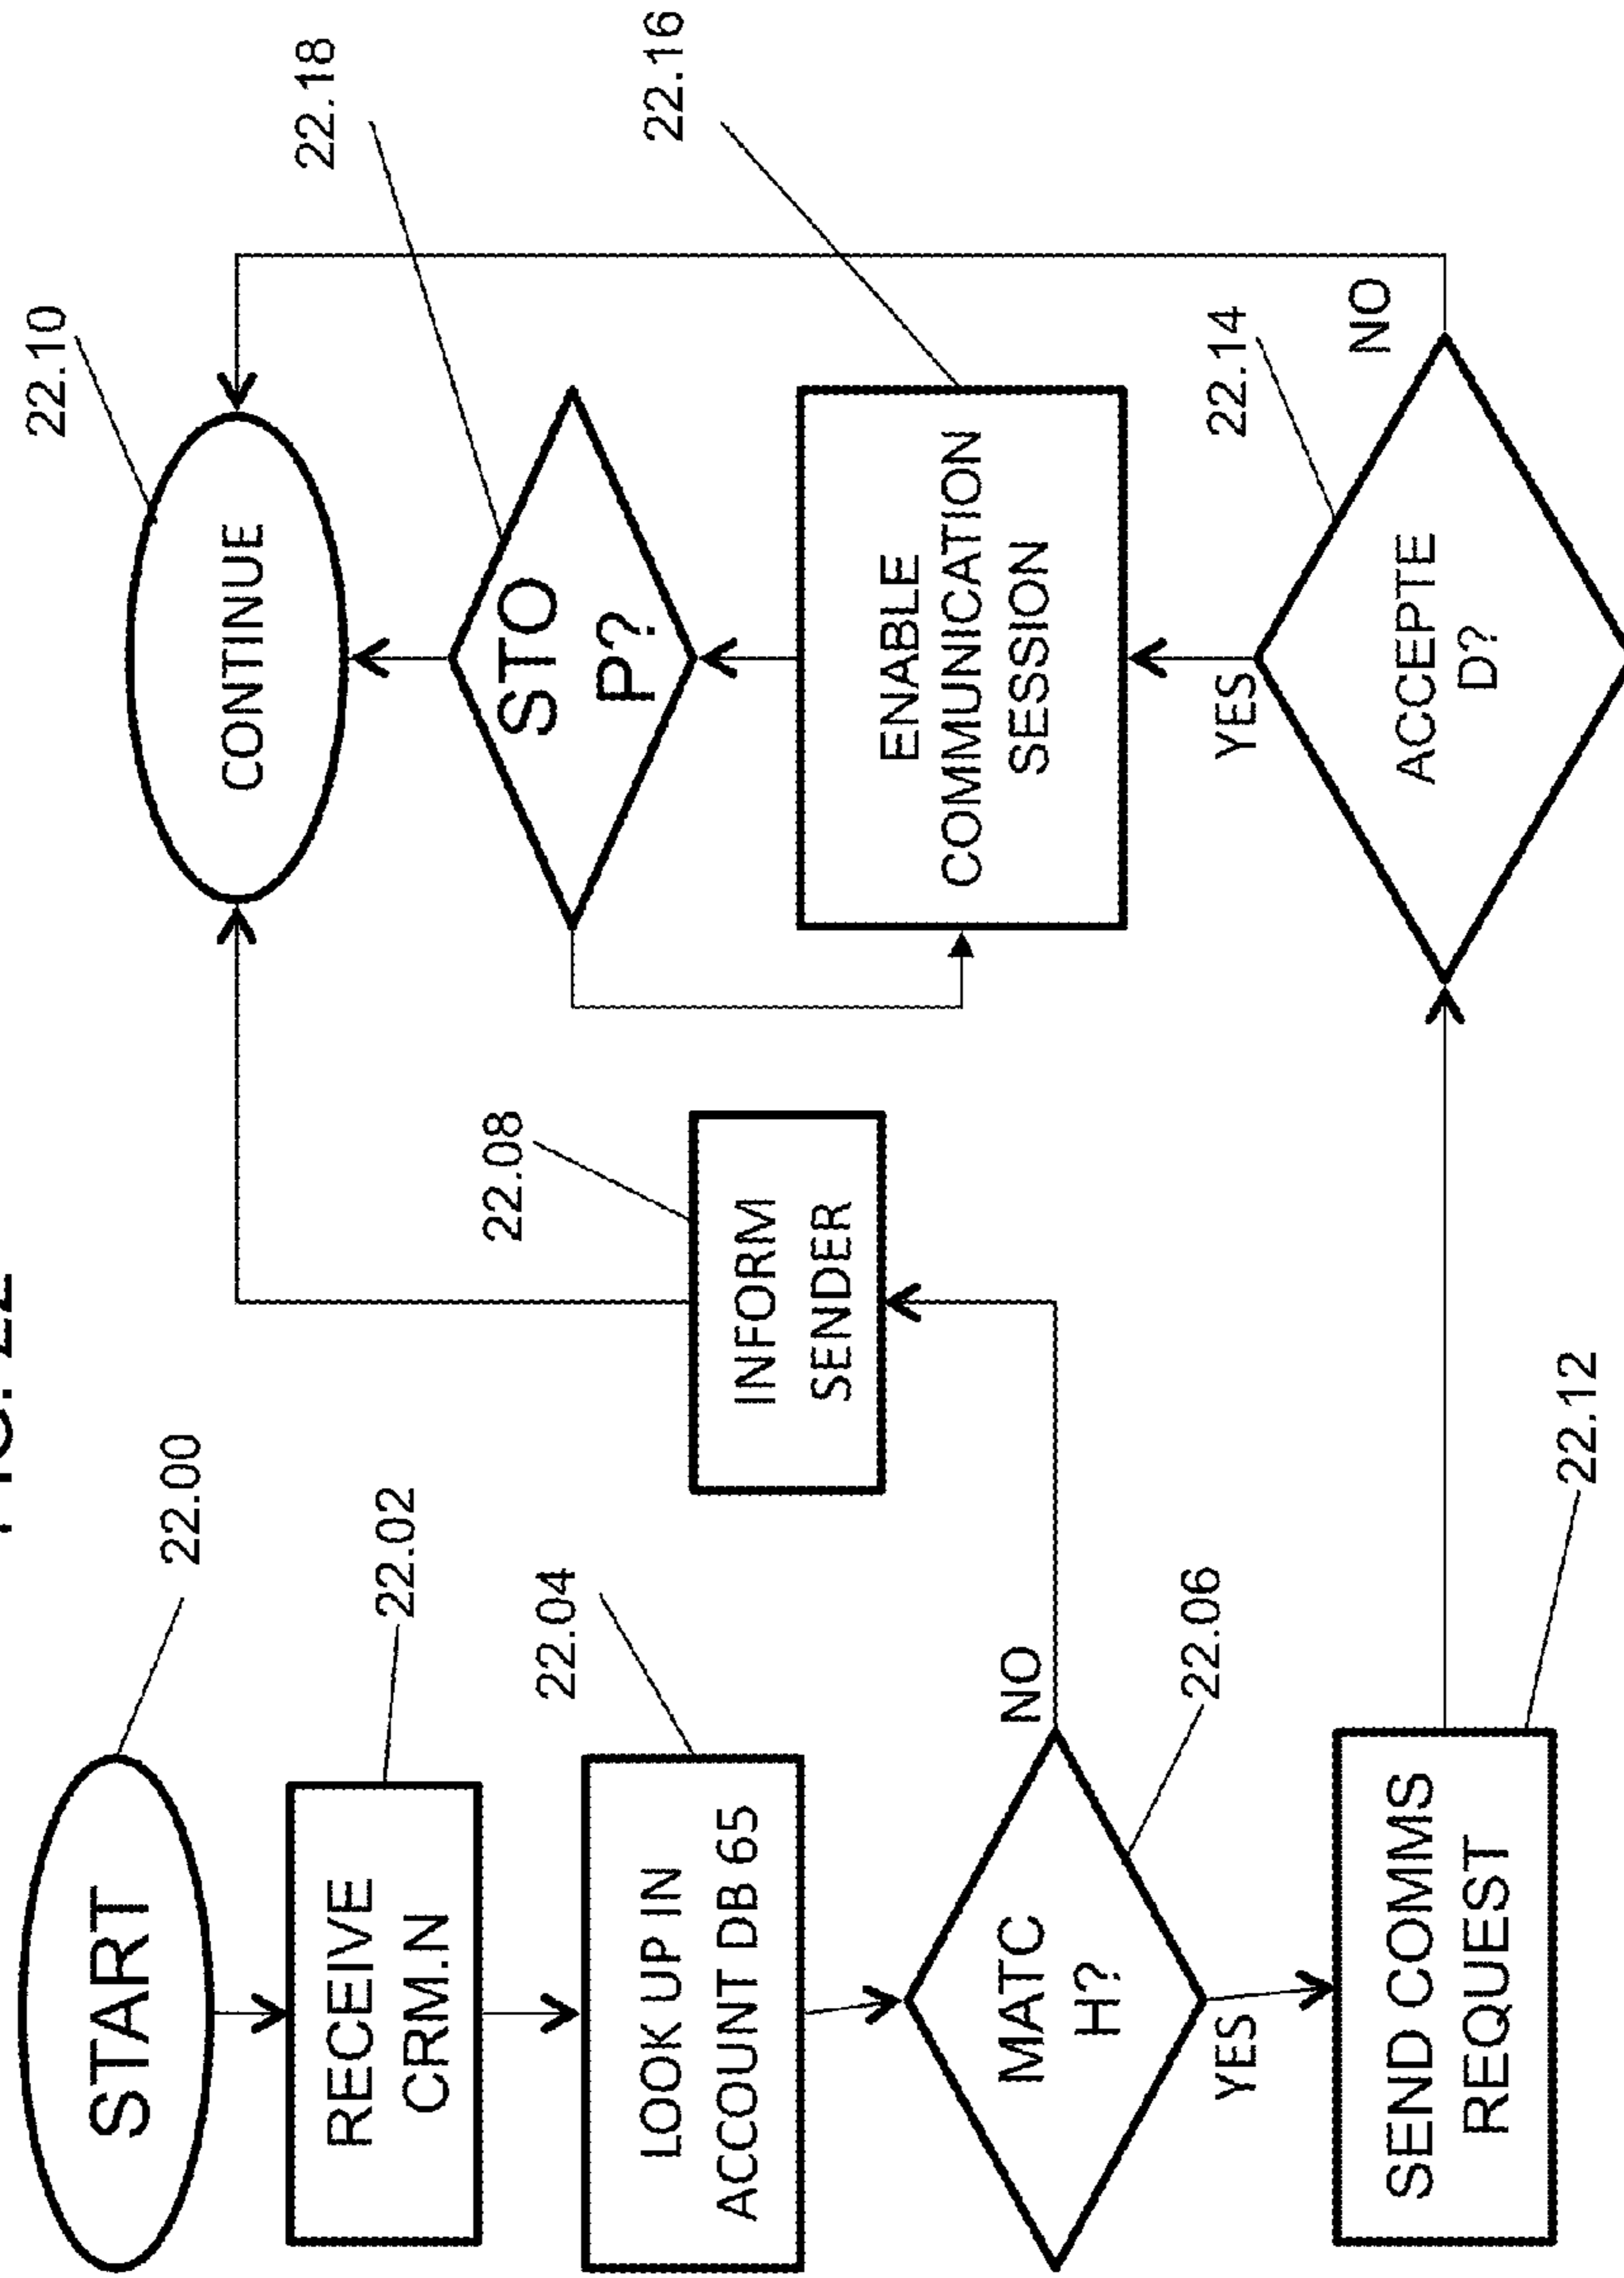 FIG. 22
START
22.00
RECEIVE
CRM.N
22.02
LOOK UP IN
ACCOUNT DB 65
22.04
MATC
H?
22.06
NO
YES
INFORM
SENDER
22.08
SEND COMMS
REQUEST
22.12
ACCEPTE
D?
22.14
NO
YES
ENABLE
COMMUNICATION
SESSION
22.16
STO
P?
22.18
CONTINUE
22.10